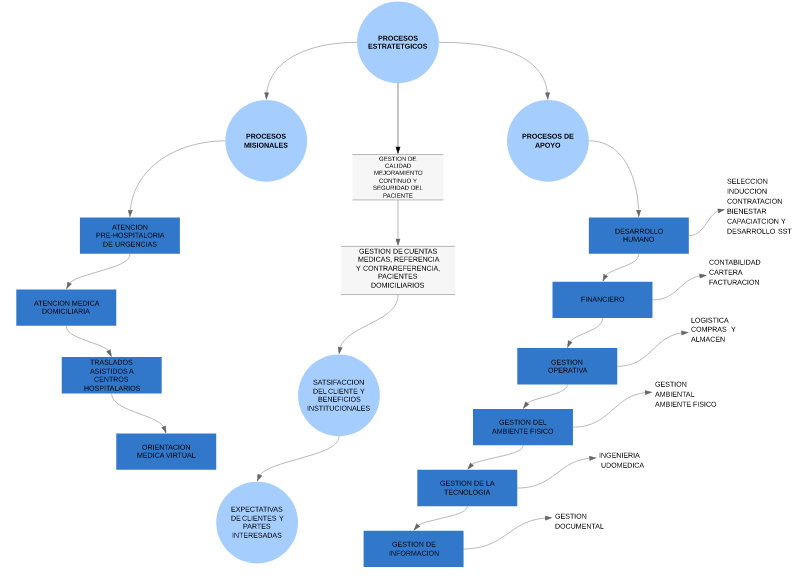 PROCESOS
ESTRATETGICOS
PROCESOS
MISIONALES
GESTION DE
CALIDAD
MEJORAMIENTO
CONTINUO Y
SEGURIDAD DEL
PACIENTE
PROCESOS DE
APOYO
ATENCION
PRE-HOSPITALORIA
DE URGENCIAS
ATENCION MEDICA
DOMICILIARIA
TRASLADOS
ASISTIDOS A
CENTROS
HOSPITALARIOS
ORIENTACION
MEDICA VIRTUAL
GESTION DE CUENTAS
MEDICAS, REFERENCIA
Y CONTRAREFERENCIA,
PACIENTES
DOMICILIARIOS
SATSIFACCION
DEL CLIENTE Y
BENEFICIOS
INSTITUCIONALES
EXPECTATIVAS
DE CLIENTES Y
PARTES
INTERESADAS
DESARROLLO
HUMANO
SELECCION
INDUCCION
CONTRATACION
BIENESTAR
CAPACIATCION Y
DESARROLLO SST
FINANCIERO
CONTABILIDAD
CARTERA
FACTURACION
GESTION
OPERATIVA
LOGISTICA
COMPRAS Y
ALMACEN
GESTION DEL
AMBIENTE FISICO
GESTION
AMBIENTAL
AMBIENTE FISICO
GESTION DE LA
TECNOLOGIA
INGENIERIA
UDOMEDICA
GESTION DE
INFORMACION
GESTION
DOCUMENTAL